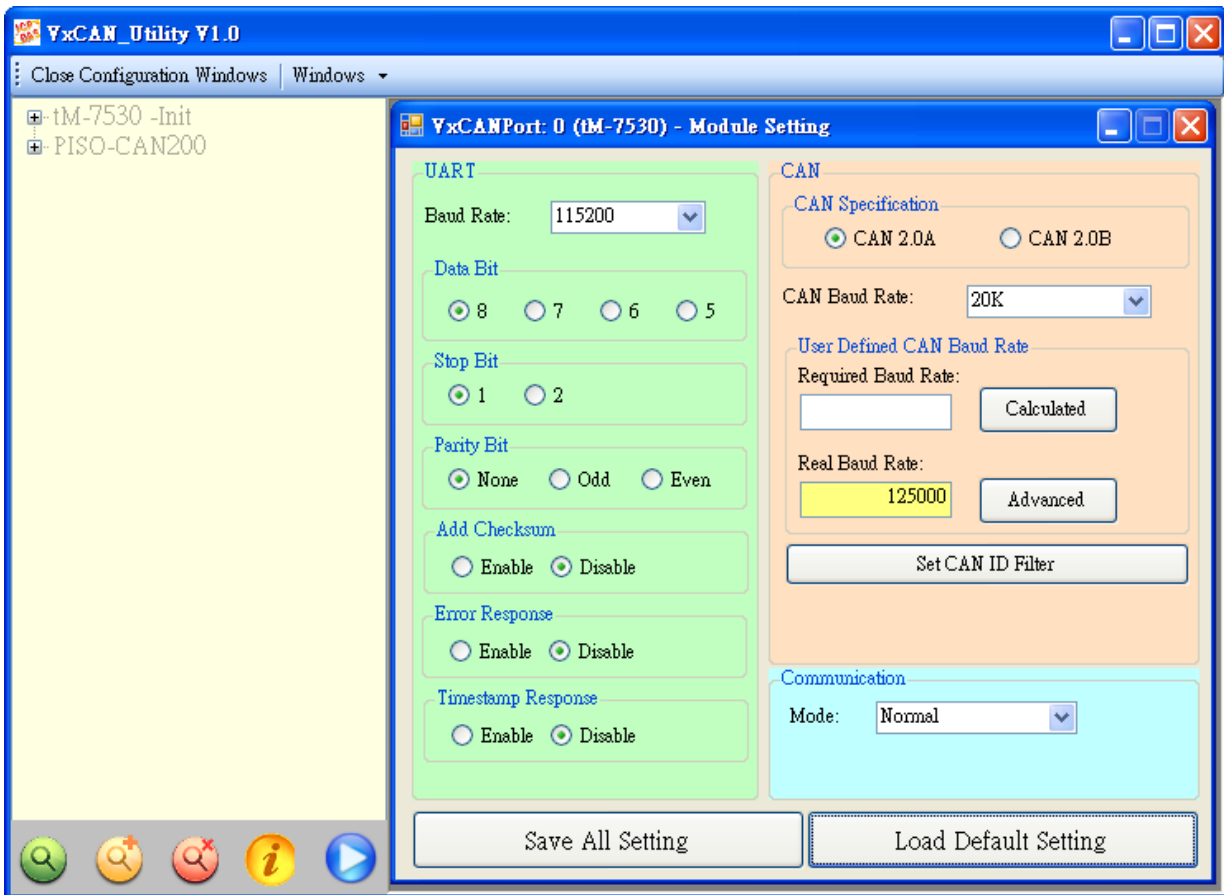 VxCAN_Utility V1.0
Close Configuration Windows Windows
tM-7530 -Init
PISO-CAN200
VxCANPort: 0 (tM-7530) - Module Setting
UART
Baud Rate: 115200
Data Bit
8 7 6 5
Stop Bit
1 2
Parity Bit
None Odd Even
Add Checksum
Enable Disable
Error Response
Enable Disable
Timestamp Response
Enable Disable
CAN
CAN Specification
CAN 2.0A CAN 2.0B
CAN Baud Rate: 20K
User Defined CAN Baud Rate
Required Baud Rate:
Calculated
Real Baud Rate:
125000 Advanced
Set CAN ID Filter
Communication
Mode: Normal
Save All Setting Load Default Setting